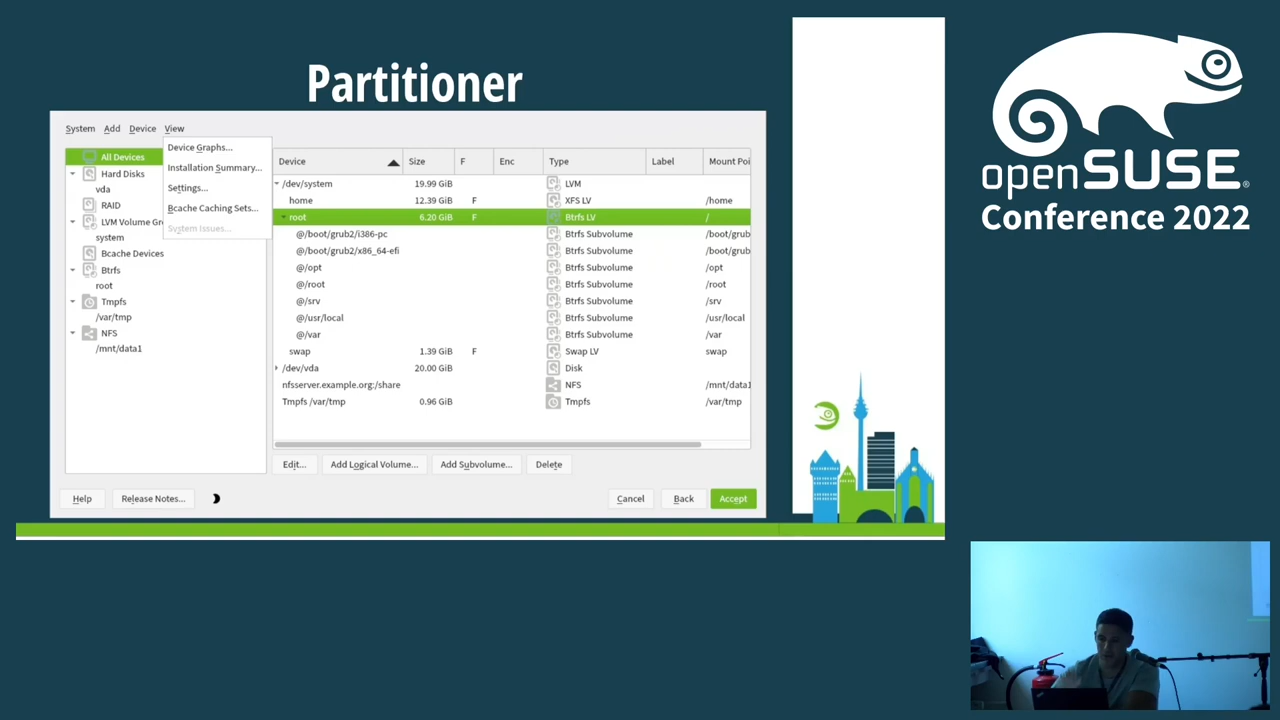 Partitioner
System Add Device View
Device Graphs...
Installation Summary...
Settings...
Bcache Caching Sets...
System Issues...
All Devices
Hard Disks
vda
RAID
LVM Volume Gr
system
Bcache Devices
Btrfs
root
Tmpfs
/var/tmp
NFS
/mnt/data1
Device Size F Enc Type Label Mount Poi
/dev/system 19.99 GiB LVM
home 12.39 GiB F XFS LV /home
root 6.20 GiB F Btrfs LV /
@/boot/grub2/i386-pc Btrfs Subvolume /boot/grub
@/boot/grub2/x86_64-efi Btrfs Subvolume /boot/grub
@/opt Btrfs Subvolume /opt
@/root Btrfs Subvolume /root
@/srv Btrfs Subvolume /srv
@/usr/local Btrfs Subvolume /usr/local
@/var Btrfs Subvolume /var
swap 1.39 GiB F Swap LV swap
/dev/vda 20.00 GiB Disk
nfsserver.example.org:/share NFS /mnt/data1
Tmpfs /var/tmp 0.96 GiB Tmpfs /var/tmp
Edit... Add Logical Volume... Add Subvolume... Delete
Help Release Notes... Cancel Back Accept
openSUSE®
Conference 2022